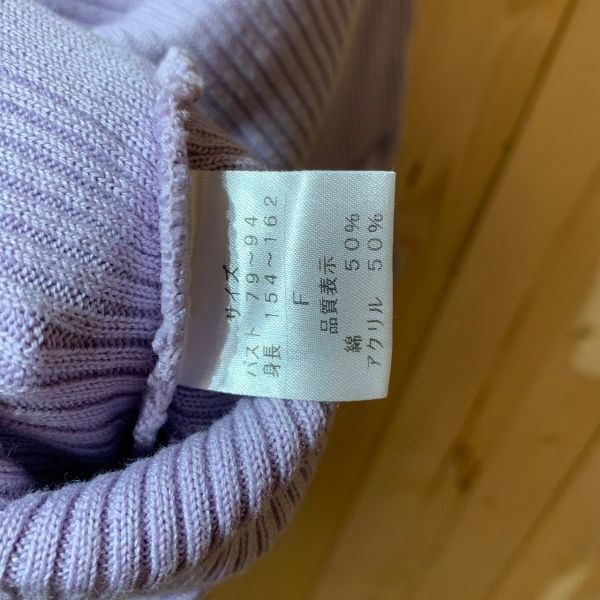 サイズ
バスト 79～94
身長 154～162
F
品質表示
綿 50%
アクリル 50%